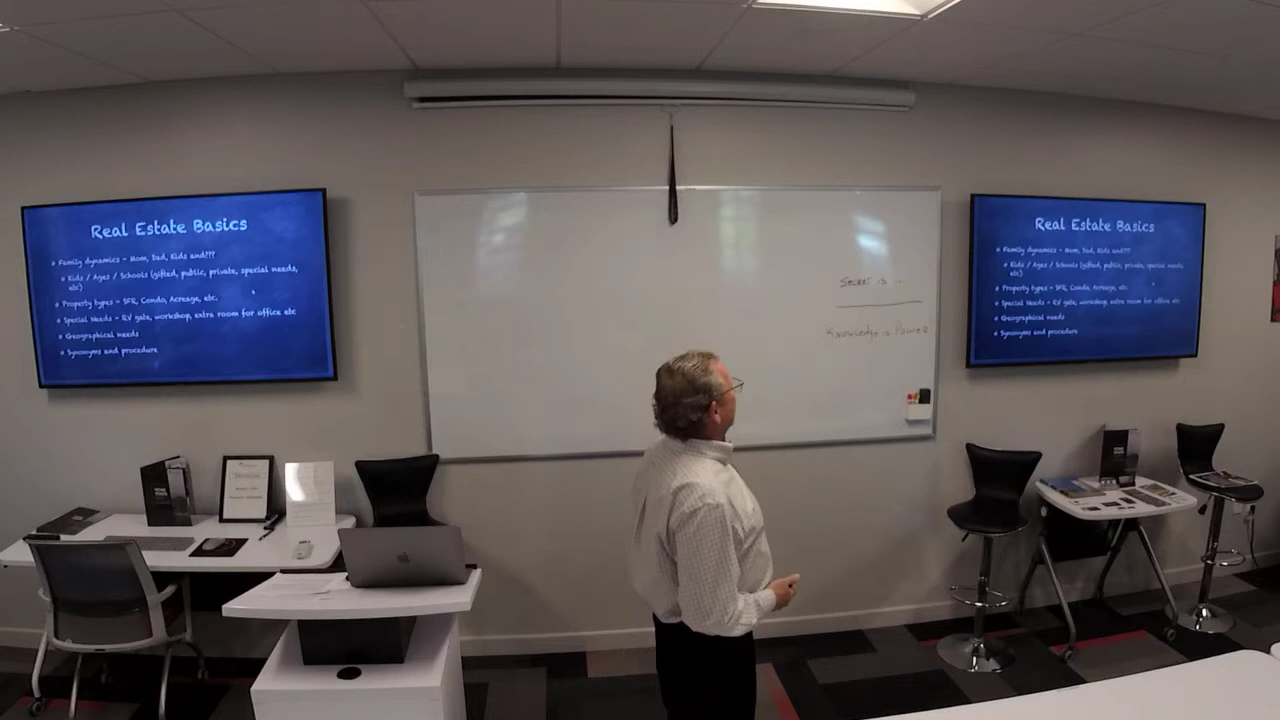 Real Estate Basics
Family dynamics - Mom, Dad, Kids and???
Kids / Ages / Schools (gifted, public, private, special needs,
etc)
Property types - SFR, Condo, Acreage, etc.
Special Needs - RV gate, workshop, extra room for office etc
Geographical needs
Synonyms and procedure
SECRET IS ..
KNOWLEDGE IS POWER
Real Estate Basics
Family dynamics - Mom, Dad, Kids and???
Kids / Ages / Schools (gifted, public, private, special needs,
etc)
Property types - SFR, Condo, Acreage, etc.
Special Needs - RV gate, workshop, extra room for office etc
Geographical needs
Synonyms and procedure